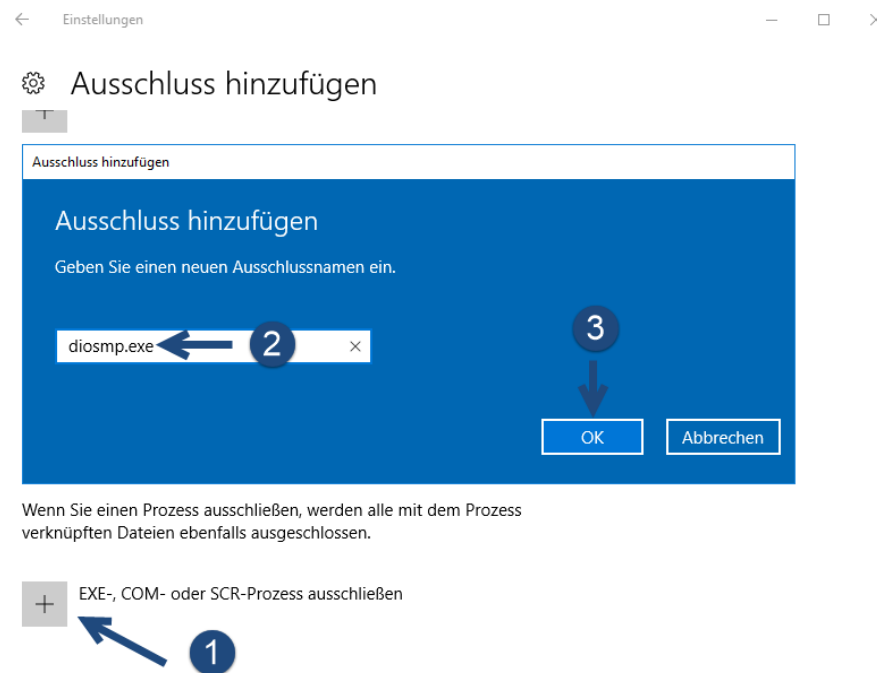 Einstellungen
Ausschluss hinzufügen
Ausschluss hinzufügen
Ausschluss hinzufügen
Geben Sie einen neuen Ausschlussnamen ein.
diosmp.exe
2
3
OK
Abbrechen
Wenn Sie einen Prozess ausschließen, werden alle mit dem Prozess
verknüpften Dateien ebenfalls ausgeschlossen.
EXE-, COM- oder SCR-Prozess ausschließen
1